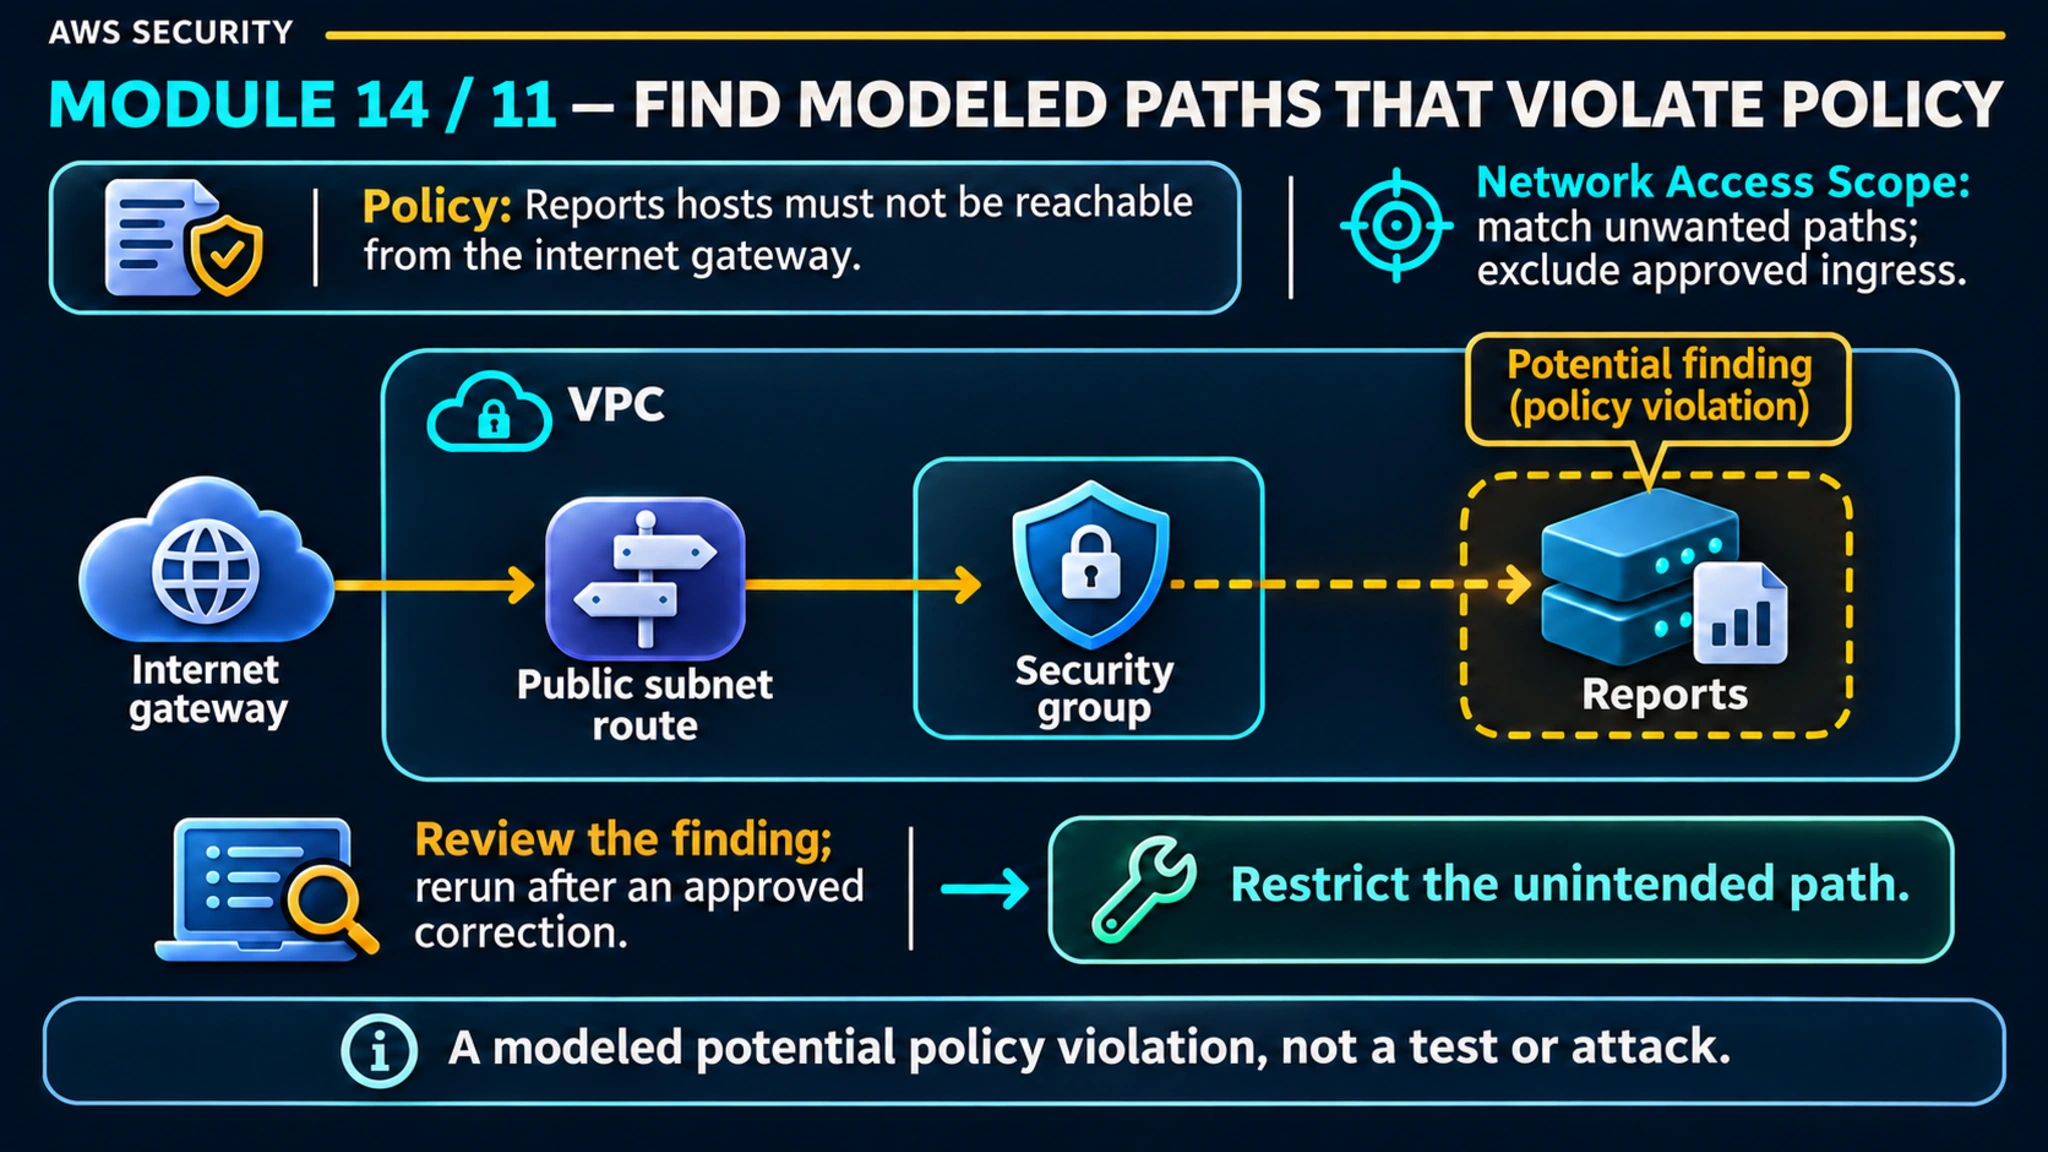 AWS SECURITY
MODULE 14 / 11 – FIND MODELED PATHS THAT VIOLATE POLICY
Policy: Reports hosts must not be reachable
from the internet gateway.
Network Access Scope:
match unwanted paths;
exclude approved ingress.
Potential finding
(policy violation)
VPC
Internet
gateway
Public subnet
route
Security
group
Reports
Review the finding;
rerun after an approved
correction.
Restrict the unintended path.
A modeled potential policy violation, not a test or attack.